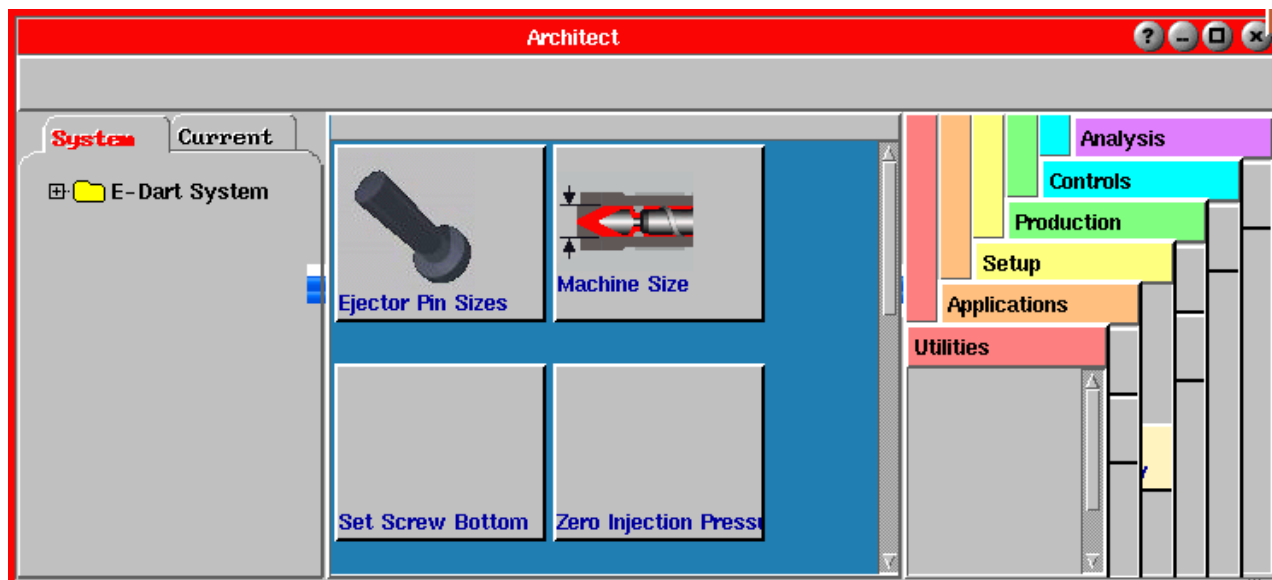 Architect
?
System
Current
E-Dart System
Ejector Pin Sizes
Machine Size
Set Screw Bottom
Zero Injection Pressu
Analysis
Controls
Production
Setup
Applications
Utilities